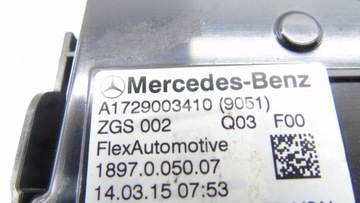 Mercedes-Benz
A1729003410 (9051)
ZGS 002 Q03 F00
FlexAutomotive
1897.0.050.07
14.03.15 07:53